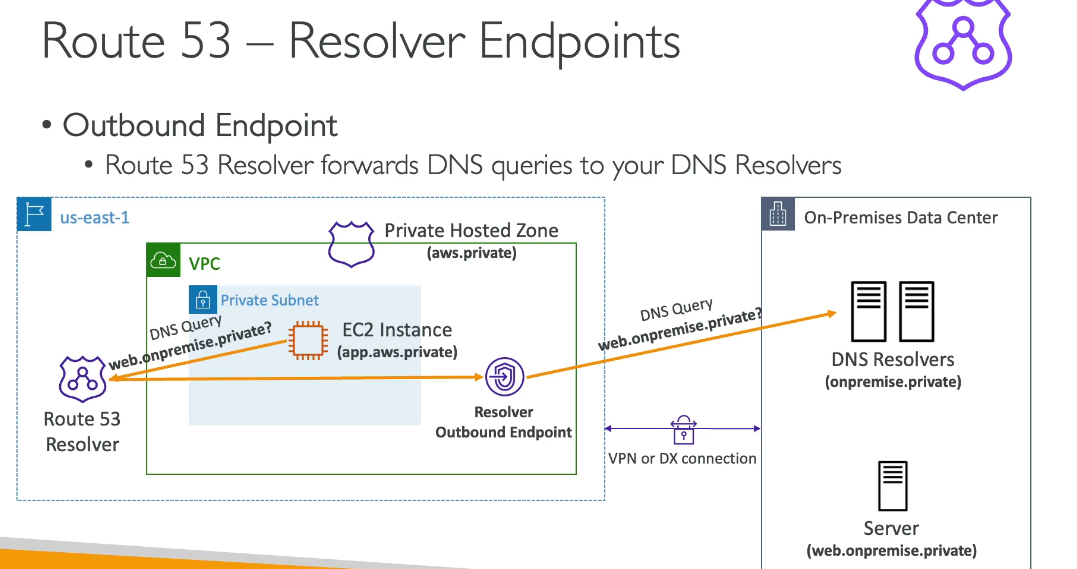 Route 53 – Resolver Endpoints
• Outbound Endpoint
• Route 53 Resolver forwards DNS queries to your DNS Resolvers
us-east-1
Private Hosted Zone
(aws.private)
VPC
Private Subnet
DNS Query
web.onpremise.private?
EC2 Instance
(app.aws.private)
Route 53
Resolver
Resolver
Outbound Endpoint
DNS Query
web.onpremise.private?
VPN or DX connection
On-Premises Data Center
DNS Resolvers
(onpremise.private)
Server
(web.onpremise.private)